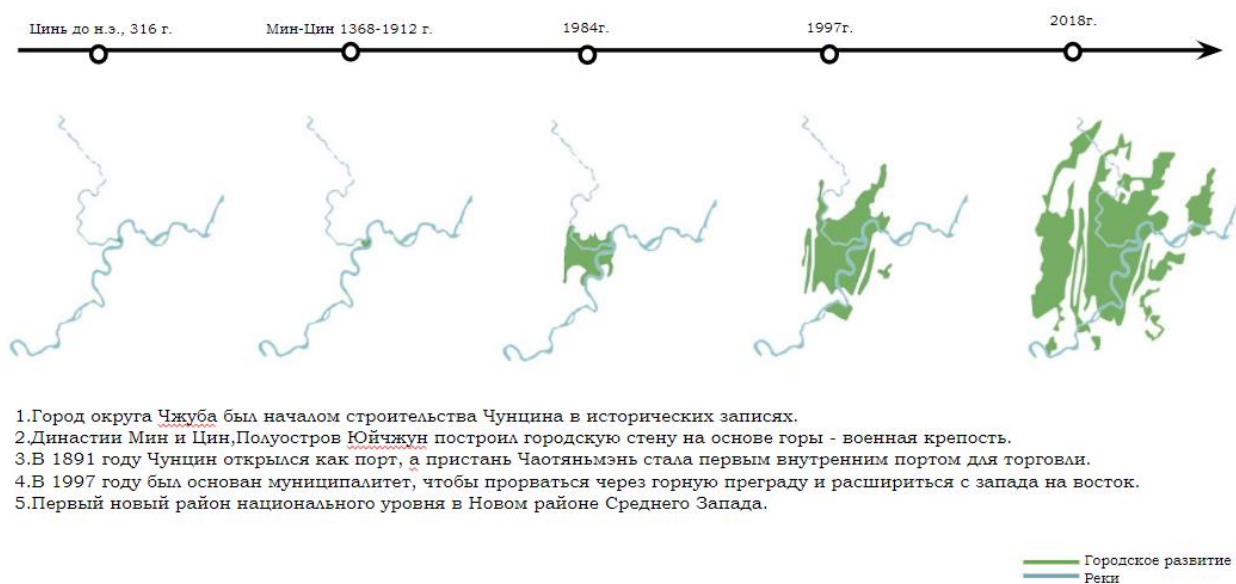 Цинь до н.э., 316 г.
Мин-Цин 1368-1912 г.
1984г.
1997г.
2018г.
1.Город округа Чжуба был началом строительства Чунцина в исторических записях.
2.Династии Мин и Цин,Полуостров Юйчжун построил городскую стену на основе горы - военная крепость.
3.В 1891 году Чунцин открылся как порт, а пристань Чаотяньмэнь стала первым внутренним портом для торговли.
4.В 1997 году был основан муниципалитет, чтобы прорваться через горную преграду и расшириться с запада на восток.
5.Первый новый район национального уровня в Новом районе Среднего Запада.
Городское развитие
Реки